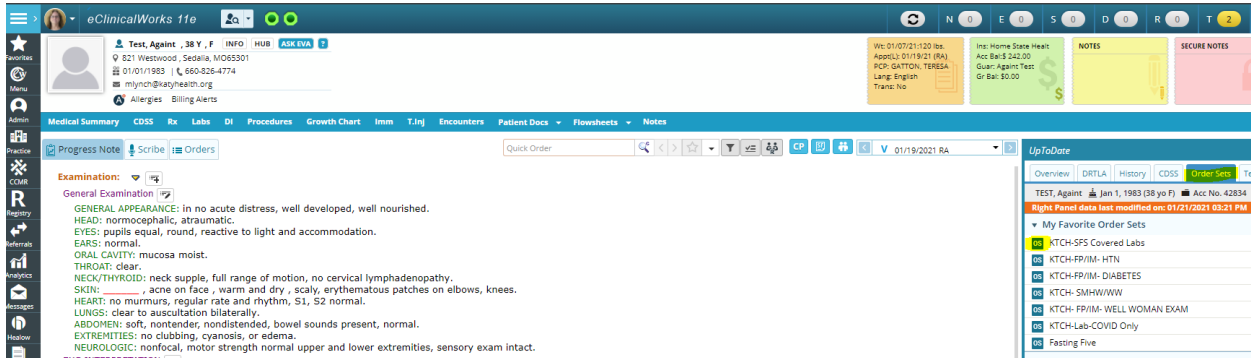 eClinicalWorks 11e
N 0 E 0 S 0 D 0 R 0 T 2
Favorites
Menu
Admin
Practice
CCMR
Registry
Referrals
Analytics
Messages
Healow
Test, Againt , 38 Y , F INFO HUB ASK EVA ?
821 Westwood , Sedalia, MO65301
01/01/1983 | 660-826-4774
mlynch@katyhealth.org
Allergies Billing Alerts
Wt: 01/07/21:120 lbs.
Appt(L): 01/19/21 (RA)
PCP: GATTON, TERESA
Lang: English
Trans: No
Ins: Home State Healt
Acc Bal:$ 242.00
Guar: Againt Test
Gr Bal: $0.00
NOTES
SECURE NOTES
Medical Summary CDSS Rx Labs DI Procedures Growth Chart Imm T.Inj Encounters Patient Docs Flowsheets Notes
Progress Note Scribe Orders
Quick Order
CP
V 01/19/2021 RA
Examination:
General Examination
GENERAL APPEARANCE: in no acute distress, well developed, well nourished.
HEAD: normocephalic, atraumatic.
EYES: pupils equal, round, reactive to light and accommodation.
EARS: normal.
ORAL CAVITY: mucosa moist.
THROAT: clear.
NECK/THYROID: neck supple, full range of motion, no cervical lymphadenopathy.
SKIN: ______ , acne on face , warm and dry , scaly, erythematous patches on elbows, knees.
HEART: no murmurs, regular rate and rhythm, S1, S2 normal.
LUNGS: clear to auscultation bilaterally.
ABDOMEN: soft, nontender, nondistended, bowel sounds present, normal.
EXTREMITIES: no clubbing, cyanosis, or edema.
NEUROLOGIC: nonfocal, motor strength normal upper and lower extremities, sensory exam intact.
UpToDate
Overview DRTLA History CDSS Order Sets Te
TEST, Againt Jan 1, 1983 (38 yo F) Acc No. 42834
Right Panel data last modified on: 01/21/2021 03:21 PM
My Favorite Order Sets
OS KTCH-SFS Covered Labs
OS KTCH-FP/IM- HTN
OS KTCH-FP/IM- DIABETES
OS KTCH- SMHW/WW
OS KTCH- FP/IM- WELL WOMAN EXAM
OS KTCH-Lab-COVID Only
OS Fasting Five